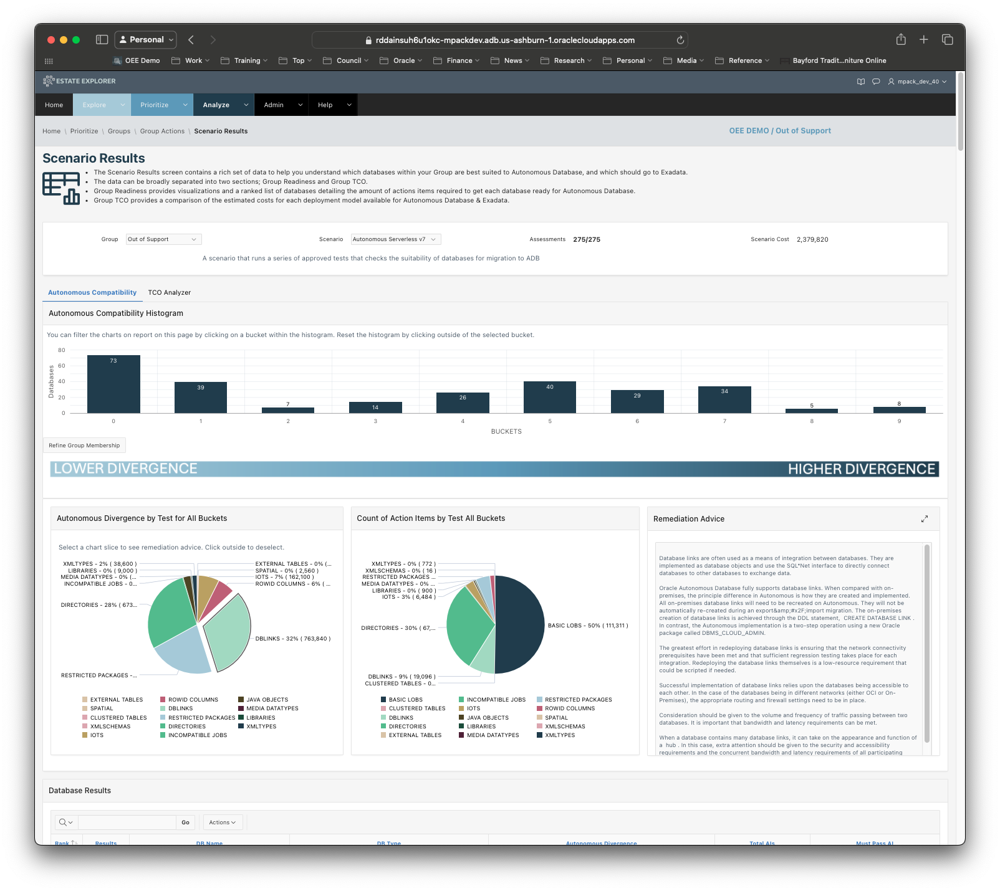 Personal
rddainsuh6u1okc-mpackdev.adb.us-ashburn-1.oraclecloudapps.com
OEE Demo Work Training Top Council Oracle Finance News Research Personal Media Reference Bayford Tradit...niture Online
ESTATE EXPLORER
mpack_dev_40
Home Explore Prioritize Analyze Admin Help
Home \ Prioritize \ Groups \ Group Actions \ Scenario Results
OEE DEMO / Out of Support
Scenario Results
• The Scenario Results screen contains a rich set of data to help you understand which databases within your Group are best suited to Autonomous Database, and which should go to Exadata.
• The data can be broadly separated into two sections; Group Readiness and Group TCO.
• Group Readiness provides visualizations and a ranked list of databases detailing the amount of actions items required to get each database ready for Autonomous Database.
• Group TCO provides a comparison of the estimated costs for each deployment model available for Autonomous Database & Exadata.
Group Out of Support Scenario Autonomous Serverless v7 Assessments 275/275 Scenario Cost 2,379,820
A scenario that runs a series of approved tests that checks the suitability of databases for migration to ADB
Autonomous Compatibility TCO Analyzer
Autonomous Compatibility Histogram
You can filter the charts on report on this page by clicking on a bucket within the histogram. Reset the histogram by clicking outside of the selected bucket.
Databases
80
60
40
20
0
73 39 7 14 26 40 29 34 5 8
0 1 2 3 4 5 6 7 8 9
BUCKETS
Refine Group Membership
LOWER DIVERGENCE HIGHER DIVERGENCE
Autonomous Divergence by Test for All Buckets
Select a chart slice to see remediation advice. Click outside to deselect.
XMLTYPES - 2% ( 38,600 )
LIBRARIES - 0% ( 9,000 )
MEDIA DATATYPES - 0% (...
INCOMPATIBLE JOBS - 0...
DIRECTORIES - 28% ( 673...
RESTRICTED PACKAGES -...
EXTERNAL TABLES - 0% (...
SPATIAL - 0% ( 2,560 )
IOTS - 7% ( 162,100 )
ROWID COLUMNS - 6% ( ...
DBLINKS - 32% ( 763,840 )
EXTERNAL TABLES ROWID COLUMNS JAVA OBJECTS
SPATIAL DBLINKS MEDIA DATATYPES
CLUSTERED TABLES RESTRICTED PACKAGES LIBRARIES
XMLSCHEMAS DIRECTORIES XMLTYPES
IOTS INCOMPATIBLE JOBS
Count of Action Items by Test All Buckets
XMLTYPES - 0% ( 772 )
XMLSCHEMAS - 0% ( 16 )
RESTRICTED PACKAGES ...
MEDIA DATATYPES - 0% ...
LIBRARIES - 0% ( 900 )
IOTS - 3% ( 6,484 )
DIRECTORIES - 30% ( 67,...
DBLINKS - 9% ( 19,096 )
CLUSTERED TABLES - 0...
BASIC LOBS - 50% ( 111,311 )
BASIC LOBS INCOMPATIBLE JOBS RESTRICTED PACKAGES
CLUSTERED TABLES IOTS ROWID COLUMNS
DBLINKS JAVA OBJECTS SPATIAL
DIRECTORIES LIBRARIES XMLSCHEMAS
EXTERNAL TABLES MEDIA DATATYPES XMLTYPES
Remediation Advice
Database links are often used as a means of integration between databases. They are
implemented as database objects and use the SQL*Net interface to directly connect
databases to other databases to exchange data.
Oracle Autonomous Database fully supports database links. When compared with on-
premises, the principle difference in Autonomous is how they are created and implemented.
All on-premises database links will need to be recreated on Autonomous. They will not be
automatically re-created during an export&amp;#x2F;import migration. The on-premises
creation of database links is achieved through the DDL statement, CREATE DATABASE LINK .
In contrast, the Autonomous implementation is a two-step operation using a new Oracle
package called DBMS_CLOUD_ADMIN.
The greatest effort in redeploying database links is ensuring that the network connectivity
prerequisites have been met and that sufficient regression testing takes place for each
integration. Redeploying the database links themselves is a low-resource requirement that
could be scripted if needed.
Successful implementation of database links relies upon the databases being accessible to
each other. In the case of the databases being in different networks (either OCI or On-
Premises), the appropriate routing and firewall settings need to be in place.
Consideration should be given to the volume and frequency of traffic passing between two
databases. It is important that bandwidth and latency requirements can be met.
When a database contains many database links, it can take on the appearance and function of
a hub . In this case, extra attention should be given to the security and accessibility
requirements and the concurrent bandwidth and latency requirements of all participating
Database Results
Go Actions
Rank Results DB Name DB Type Autonomous Divergence Total AIs Must Pass AI